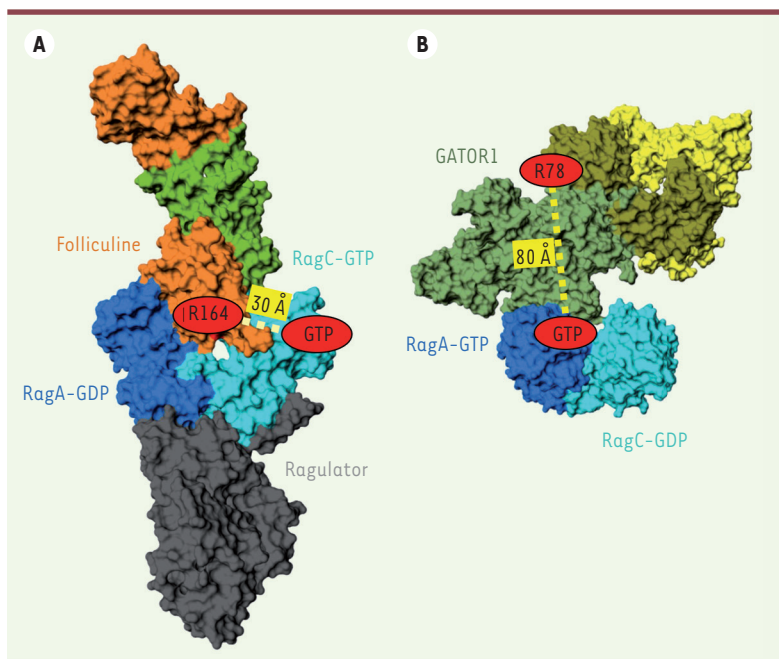 A
B
GATOR1
R78
Folliculine
RagC-GTP
80 Å
30 Å
R164
GTP
GTP
RagA-GTP
RagA-GDP
RagC-GDP
Ragulator